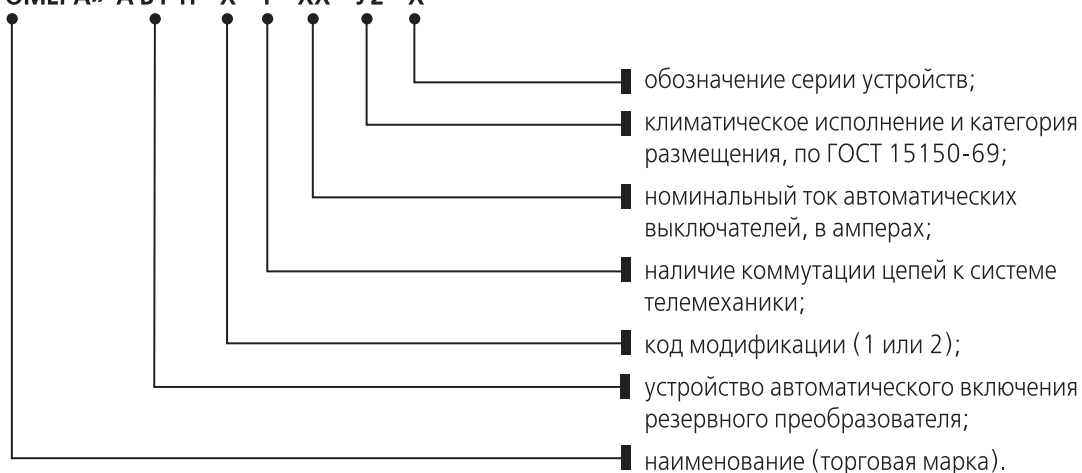 обозначение серии устройств;
климатическое исполнение и категория
размещения, по ГОСТ 15150-69;
номинальный ток автоматических
выключателей, в амперах;
наличие коммутации цепей к системе
телемеханики;
код модификации (1 или 2);
устройство автоматического включения
резервного преобразователя;
наименование (торговая марка).